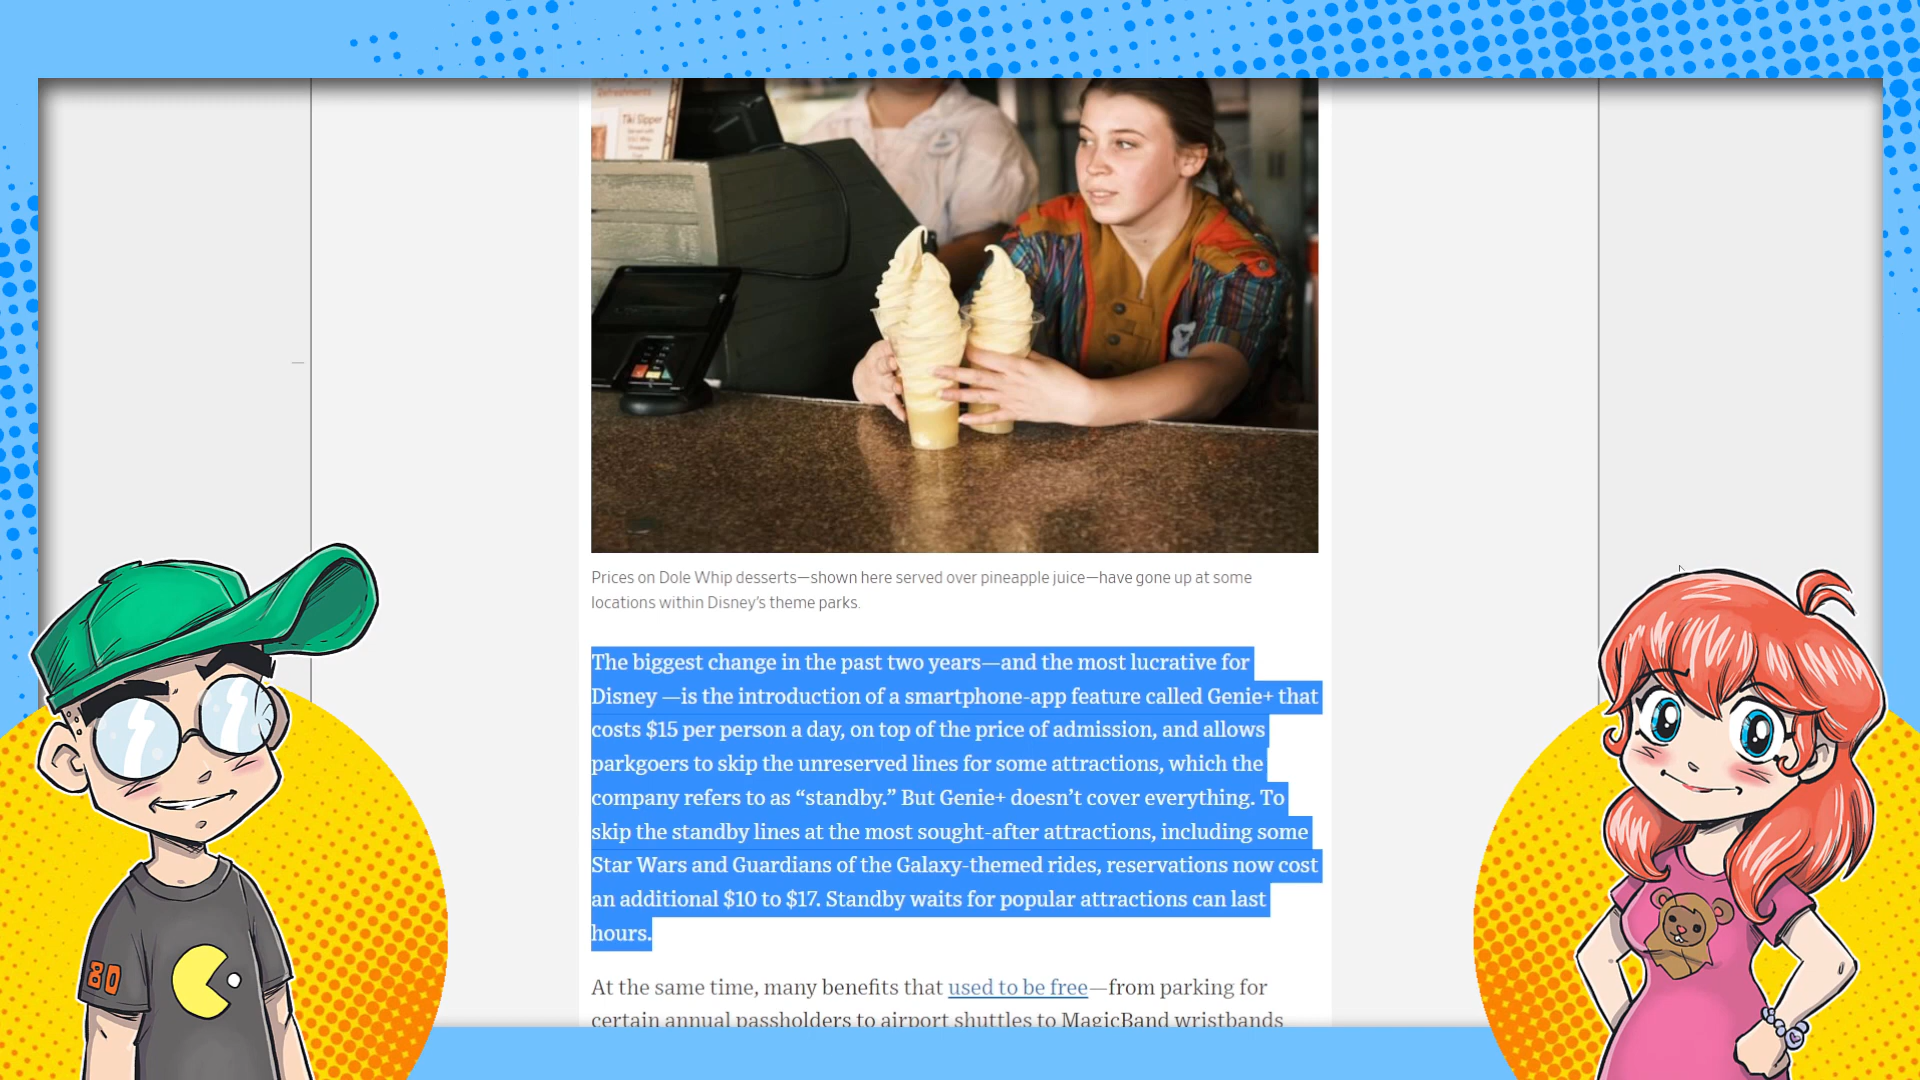 Refreshments
Tiki Sipper
Prices on Dole Whip desserts—shown here served over pineapple juice—have gone up at some
locations within Disney's theme parks.
The biggest change in the past two years—and the most lucrative for
Disney —is the introduction of a smartphone-app feature called Genie+ that
costs $15 per person a day, on top of the price of admission, and allows
parkgoers to skip the unreserved lines for some attractions, which the
company refers to as “standby.” But Genie+ doesn’t cover everything. To
skip the standby lines at the most sought-after attractions, including some
Star Wars and Guardians of the Galaxy-themed rides, reservations now cost
an additional $10 to $17. Standby waits for popular attractions can last
hours.
At the same time, many benefits that used to be free—from parking for
certain annual passholders to airport shuttles to MagicBand wristbands
80